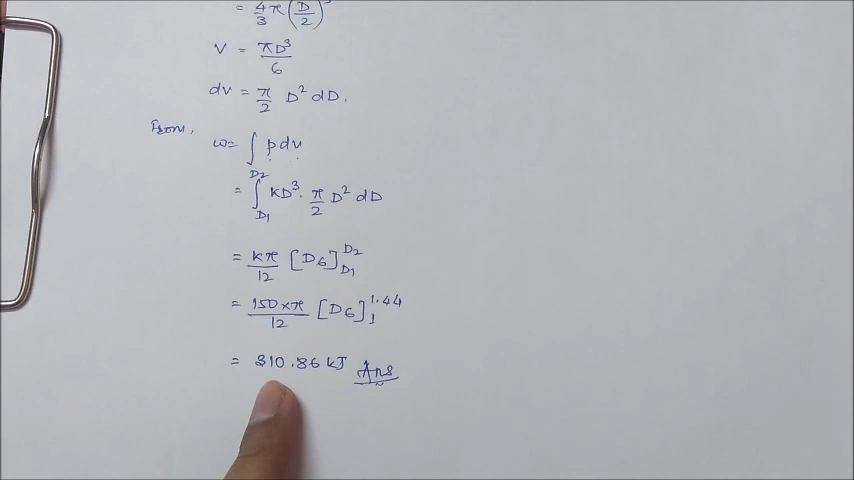 = 4/3 π (D/2)³
V = πD³/6
dv = π/2 D² dD.
From,
w = ∫ p dv
= ∫_{D1}^{D2} KD³ · π/2 D² dD
= Kπ/12 [D6]_{D1}^{D2}
= 150×π/12 [D6]_{1}^{1.44}
= 310.86 kJ Ans